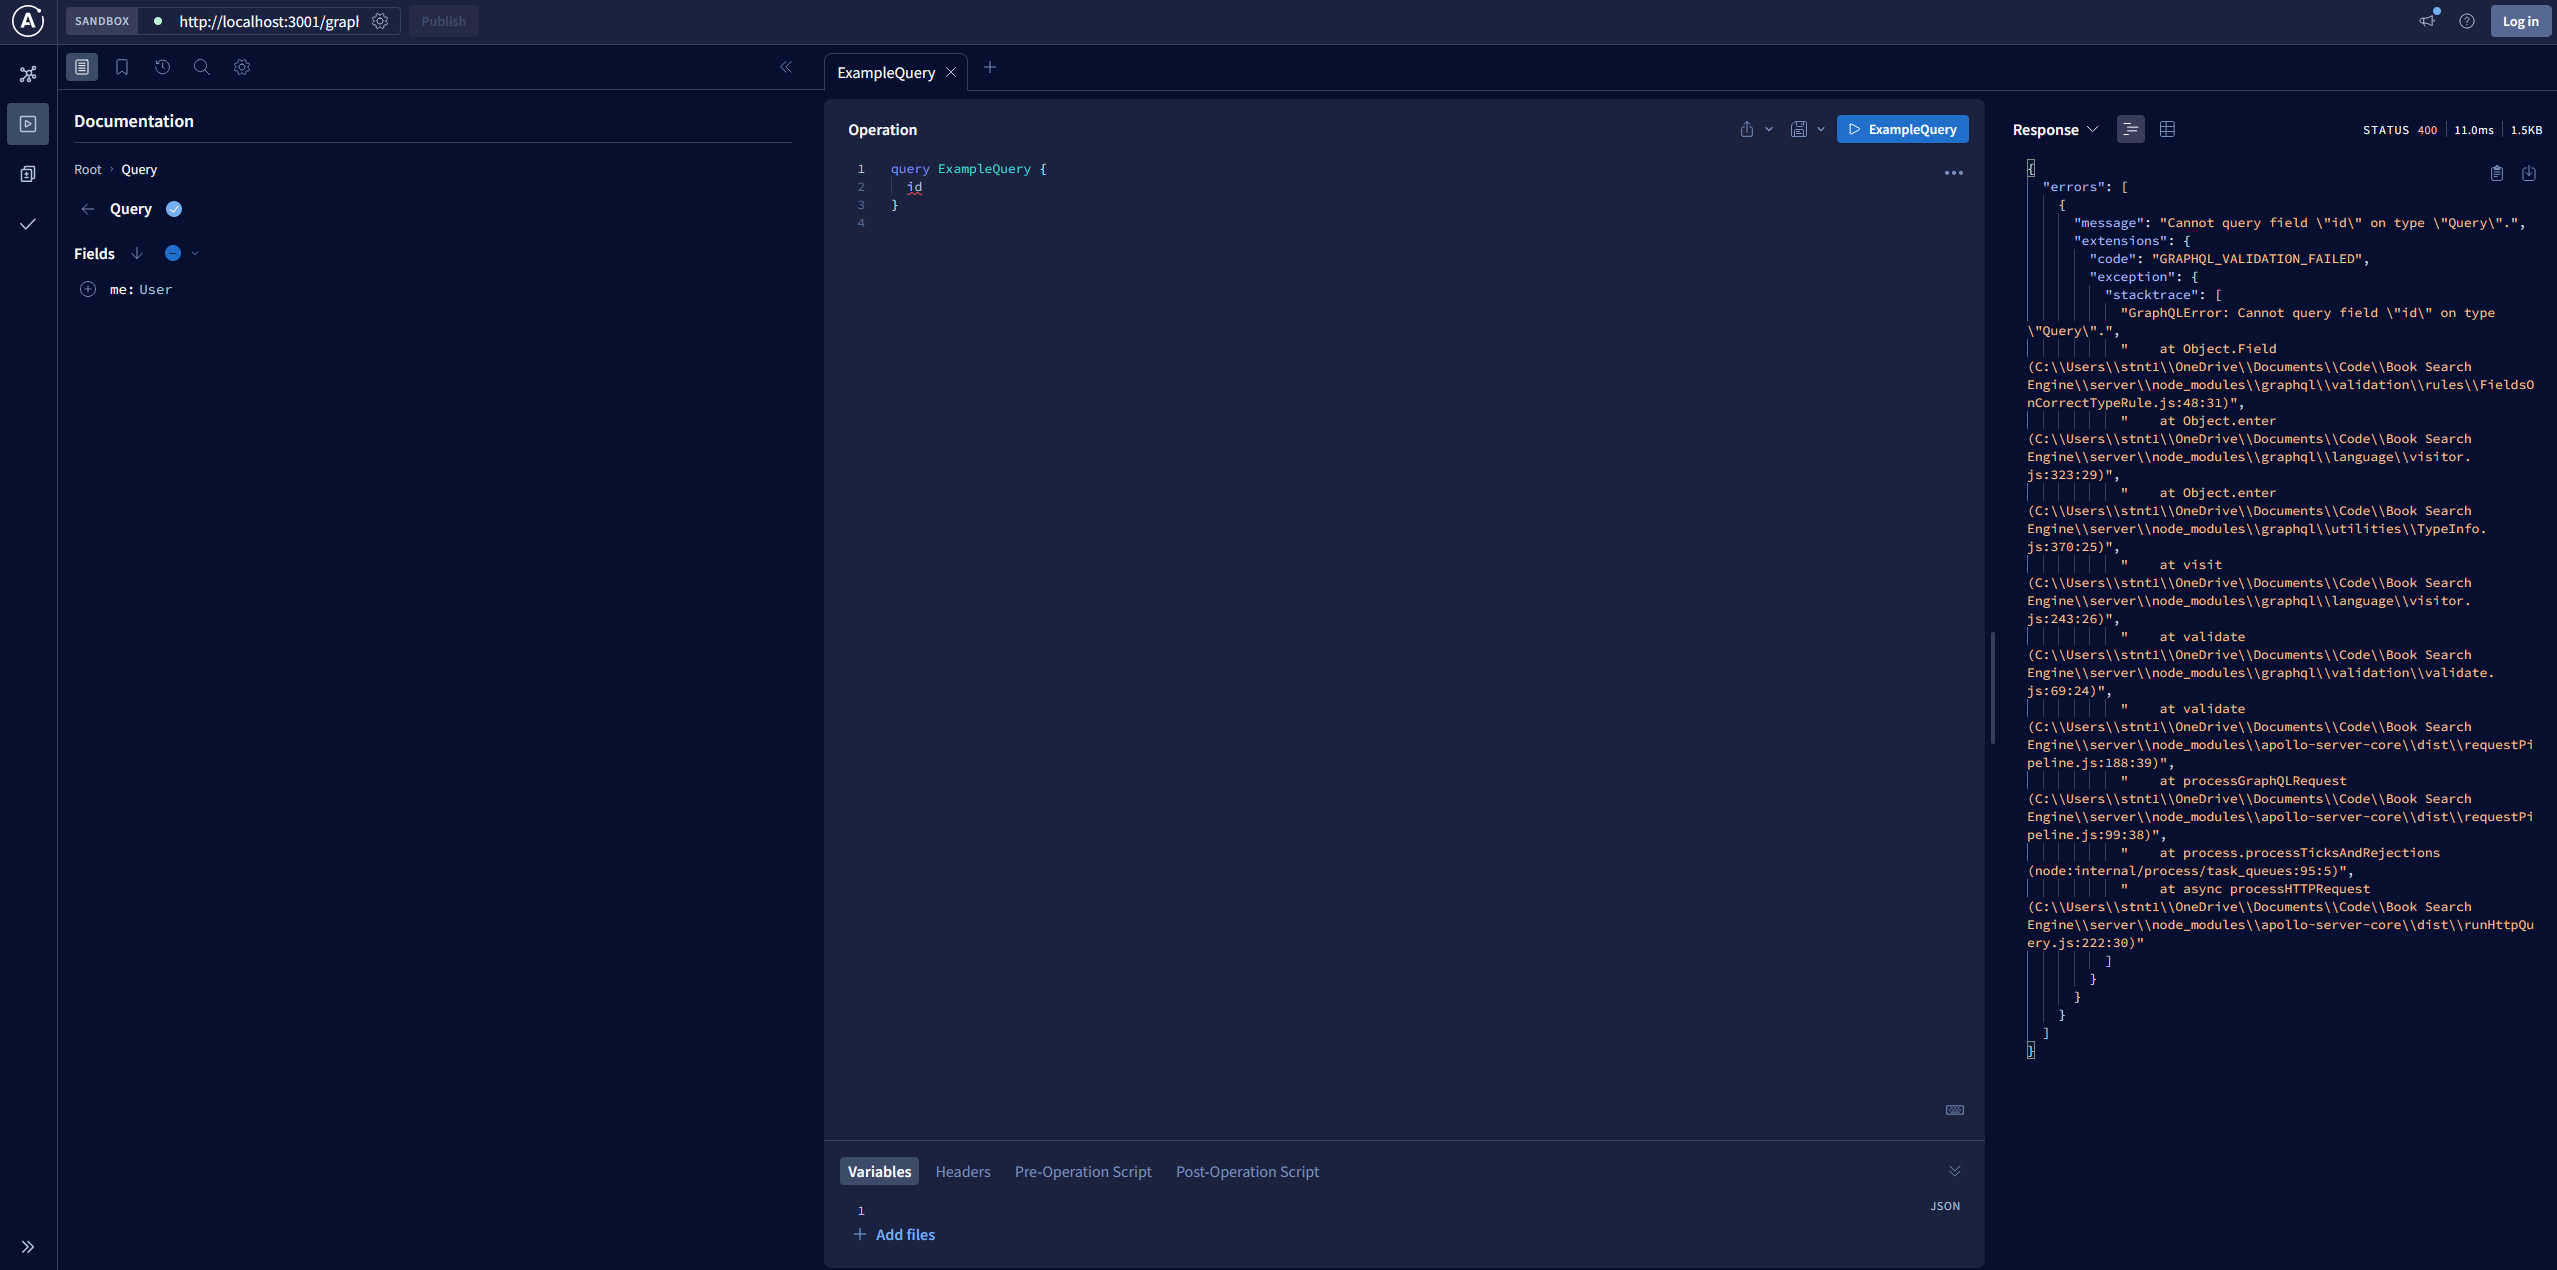 SANDBOX http://localhost:3001/graph Publish Log in
Documentation
Root › Query
Query
Fields
me: User
ExampleQuery
Operation
ExampleQuery
1 query ExampleQuery {
2 id
3 }
4
Variables Headers Pre-Operation Script Post-Operation Script
JSON
1
Add files
Response STATUS 400 11.0ms 1.5KB
{
"errors": [
{
"message": "Cannot query field \"id\" on type \"Query\".",
"extensions": {
"code": "GRAPHQL_VALIDATION_FAILED",
"exception": {
"stacktrace": [
"GraphQLError: Cannot query field \"id\" on type
\"Query\".",
"    at Object.Field
(C:\\Users\\stnt1\\OneDrive\\Documents\\Code\\Book Search
Engine\\server\\node_modules\\graphql\\validation\\rules\\FieldsO
nCorrectTypeRule.js:48:31)",
"    at Object.enter
(C:\\Users\\stnt1\\OneDrive\\Documents\\Code\\Book Search
Engine\\server\\node_modules\\graphql\\language\\visitor.
js:323:29)",
"    at Object.enter
(C:\\Users\\stnt1\\OneDrive\\Documents\\Code\\Book Search
Engine\\server\\node_modules\\graphql\\utilities\\TypeInfo.
js:370:25)",
"    at visit
(C:\\Users\\stnt1\\OneDrive\\Documents\\Code\\Book Search
Engine\\server\\node_modules\\graphql\\language\\visitor.
js:243:26)",
"    at validate
(C:\\Users\\stnt1\\OneDrive\\Documents\\Code\\Book Search
Engine\\server\\node_modules\\graphql\\validation\\validate.
js:69:24)",
"    at validate
(C:\\Users\\stnt1\\OneDrive\\Documents\\Code\\Book Search
Engine\\server\\node_modules\\apollo-server-core\\dist\\requestPi
peline.js:188:39)",
"    at processGraphQLRequest
(C:\\Users\\stnt1\\OneDrive\\Documents\\Code\\Book Search
Engine\\server\\node_modules\\apollo-server-core\\dist\\requestPi
peline.js:99:38)",
"    at process.processTicksAndRejections
(node:internal/process/task_queues:95:5)",
"    at async processHTTPRequest
(C:\\Users\\stnt1\\OneDrive\\Documents\\Code\\Book Search
Engine\\server\\node_modules\\apollo-server-core\\dist\\runHttpQu
ery.js:222:30)"
]
}
}
}
]
}